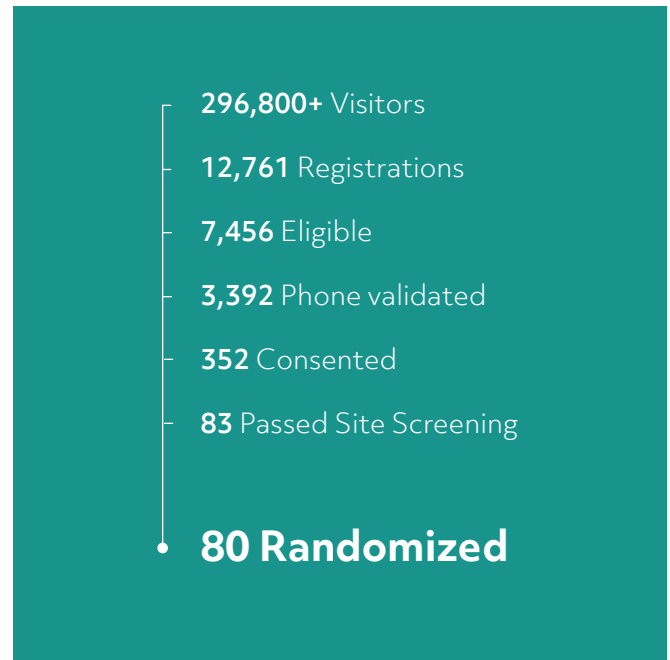 296,800+ Visitors
12,761 Registrations
7,456 Eligible
3,392 Phone validated
352 Consented
83 Passed Site Screening
80 Randomized